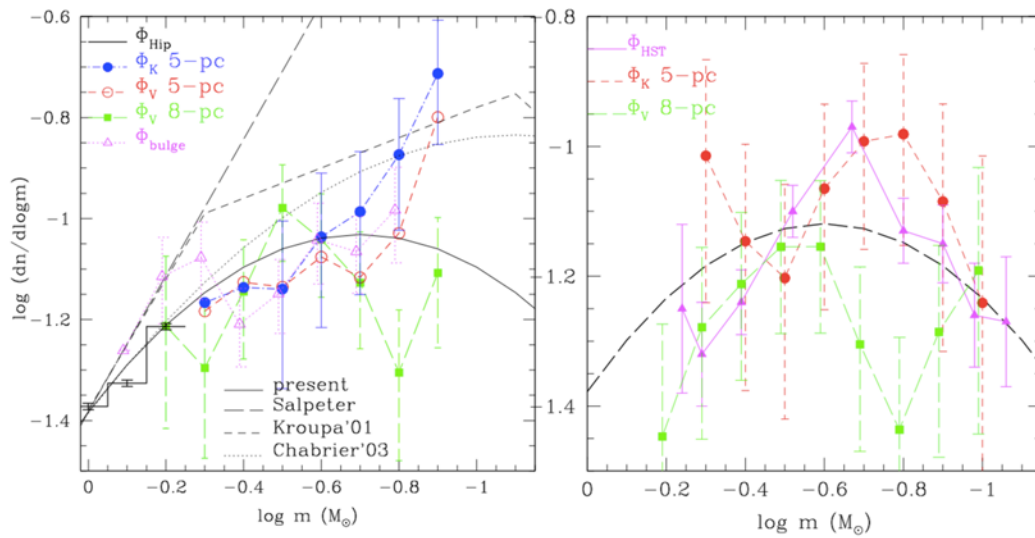 Φ_Hip
Φ_K 5-pc
Φ_V 5-pc
Φ_V 8-pc
Φ_bulge
present
Salpeter
Kroupa'01
Chabrier'03
log (dn/dlogm)
-0.6
-0.8
-1
-1.2
-1.4
0
-0.2
-0.4
-0.6
-0.8
-1
log m (M_⊙)
Φ_HST
Φ_K 5-pc
Φ_V 8-pc
-0.8
-1
-1.2
-1.4
0
-0.2
-0.4
-0.6
-0.8
-1
log m (M_⊙)